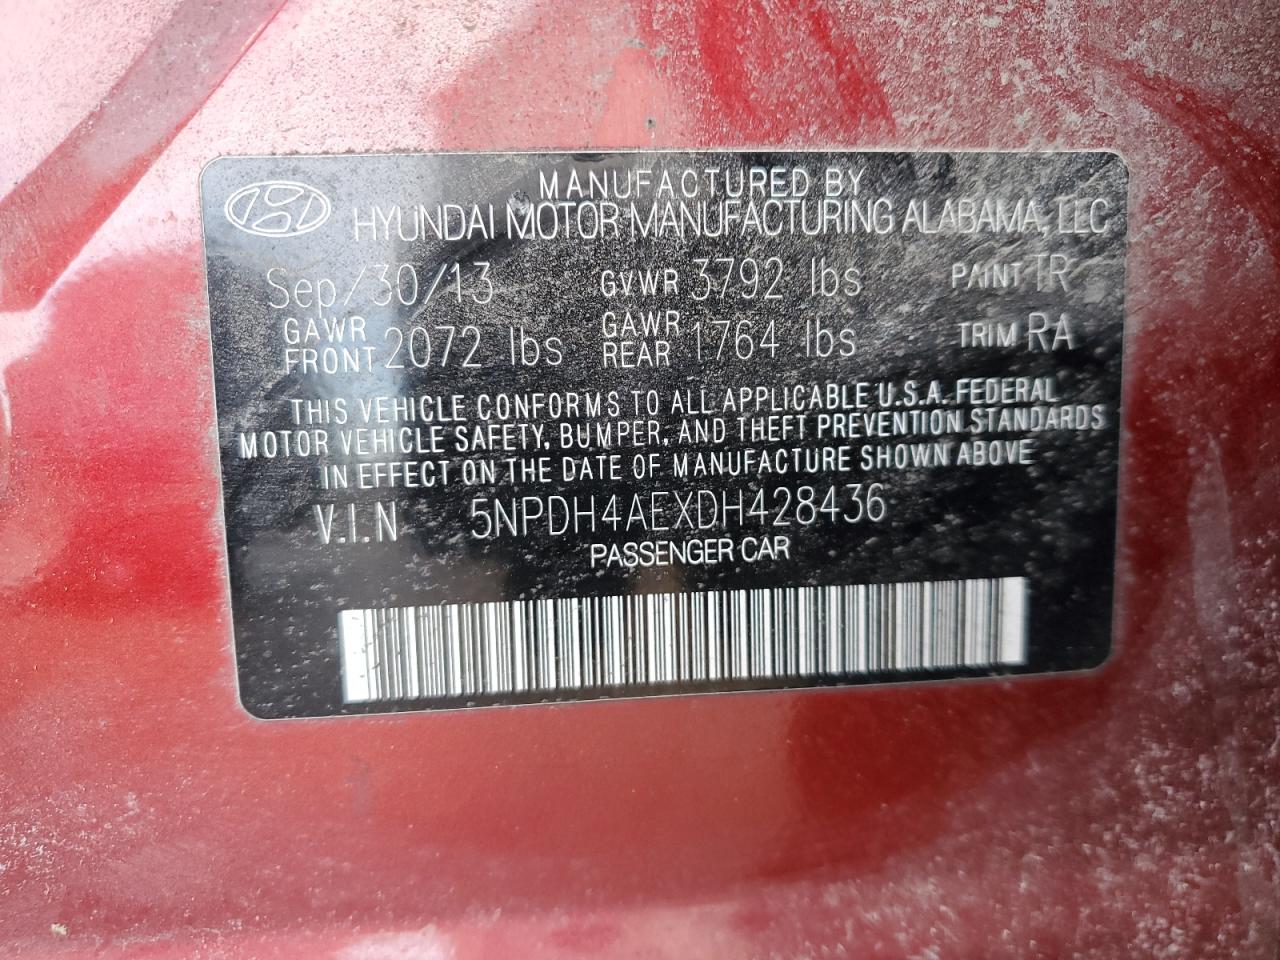 MANUFACTURED BY
HYUNDAI MOTOR MANUFACTURING ALABAMA, LLC
Sep/30/13 GVWR 3792 lbs PAINT TR
GAWR FRONT 2072 lbs GAWR REAR 1764 lbs TRIM RA
THIS VEHICLE CONFORMS TO ALL APPLICABLE U.S.A. FEDERAL
MOTOR VEHICLE SAFETY, BUMPER, AND THEFT PREVENTION STANDARDS
IN EFFECT ON THE DATE OF MANUFACTURE SHOWN ABOVE
V.I.N 5NPDH4AEXDH428436
PASSENGER CAR